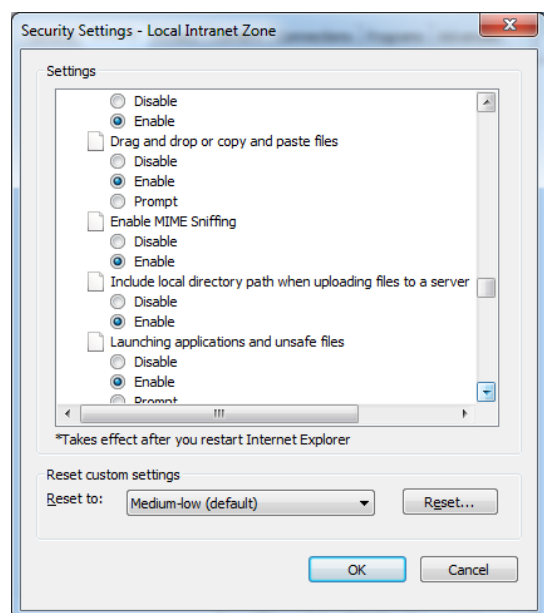 Security Settings - Local Intranet Zone
Settings
Disable
Enable
Drag and drop or copy and paste files
Disable
Enable
Prompt
Enable MIME Sniffing
Disable
Enable
Include local directory path when uploading files to a server
Disable
Enable
Launching applications and unsafe files
Disable
Enable
Prompt
*Takes effect after you restart Internet Explorer
Reset custom settings
Reset to: Medium-low (default) Reset...
OK Cancel